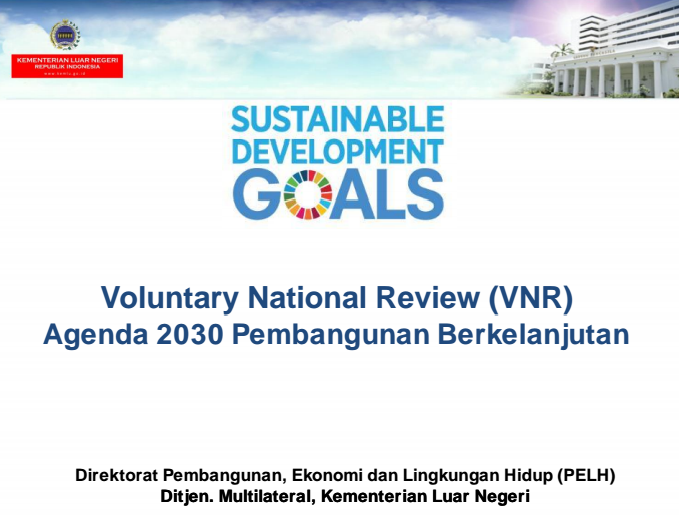 KEMENTERIAN LUAR NEGERI
REPUBLIK INDONESIA
SUSTAINABLE
DEVELOPMENT
GOALS
Voluntary National Review (VNR)
Agenda 2030 Pembangunan Berkelanjutan
Direktorat Pembangunan, Ekonomi dan Lingkungan Hidup (PELH)
Ditjen. Multilateral, Kementerian Luar Negeri